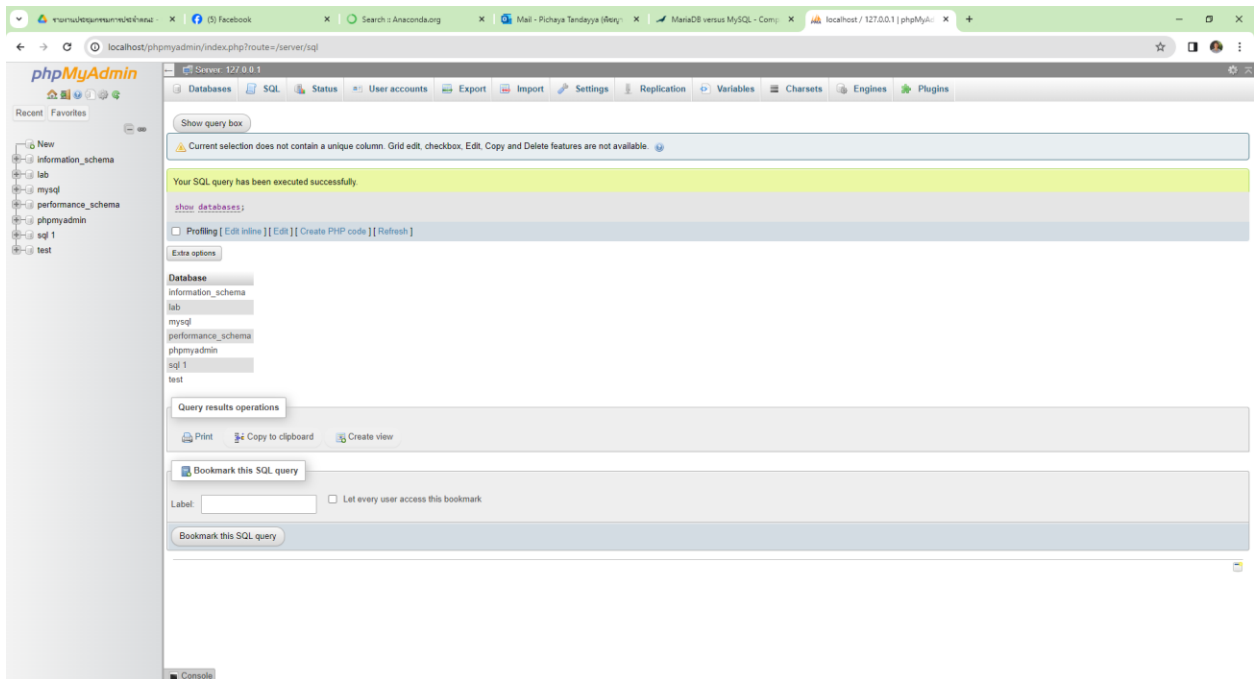 (5) Facebook
Search :: Anaconda.org
Mail - Pichaya Tandayya
MariaDB versus MySQL - Comp
localhost / 127.0.0.1 | phpMyAd
localhost/phpmyadmin/index.php?route=/server/sql
phpMyAdmin
Recent Favorites
New
information_schema
lab
mysql
performance_schema
phpmyadmin
sql 1
test
Server: 127.0.0.1
Databases SQL Status User accounts Export Import Settings Replication Variables Charsets Engines Plugins
Show query box
Current selection does not contain a unique column. Grid edit, checkbox, Edit, Copy and Delete features are not available.
Your SQL query has been executed successfully.
show databases;
Profiling [ Edit inline ] [ Edit ] [ Create PHP code ] [ Refresh ]
Extra options
Database
information_schema
lab
mysql
performance_schema
phpmyadmin
sql 1
test
Query results operations
Print Copy to clipboard Create view
Bookmark this SQL query
Label: Let every user access this bookmark
Bookmark this SQL query
Console